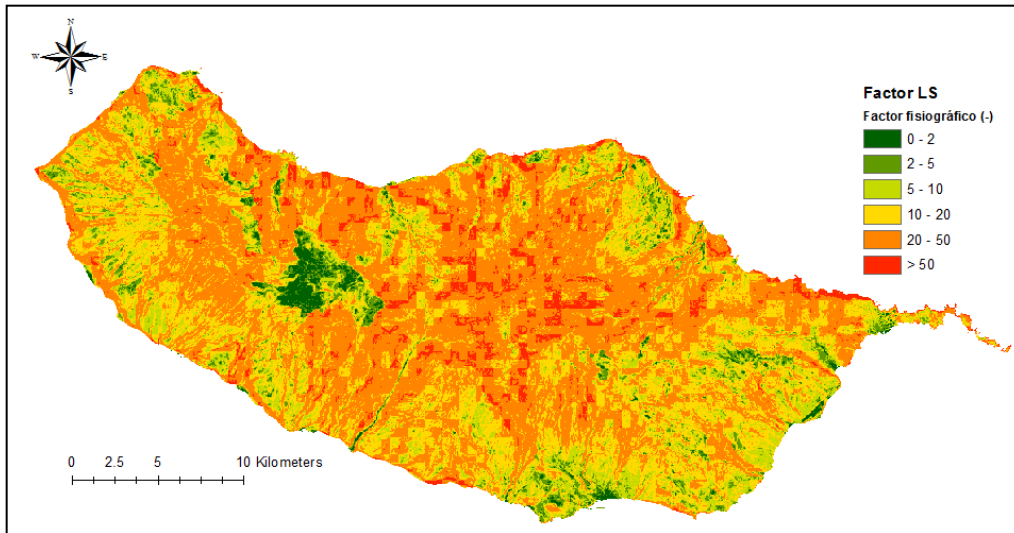 N
W E
S
Factor LS
Factor fisiográfico (-)
0 - 2
2 - 5
5 - 10
10 - 20
20 - 50
> 50
0 2.5 5 10 Kilometers